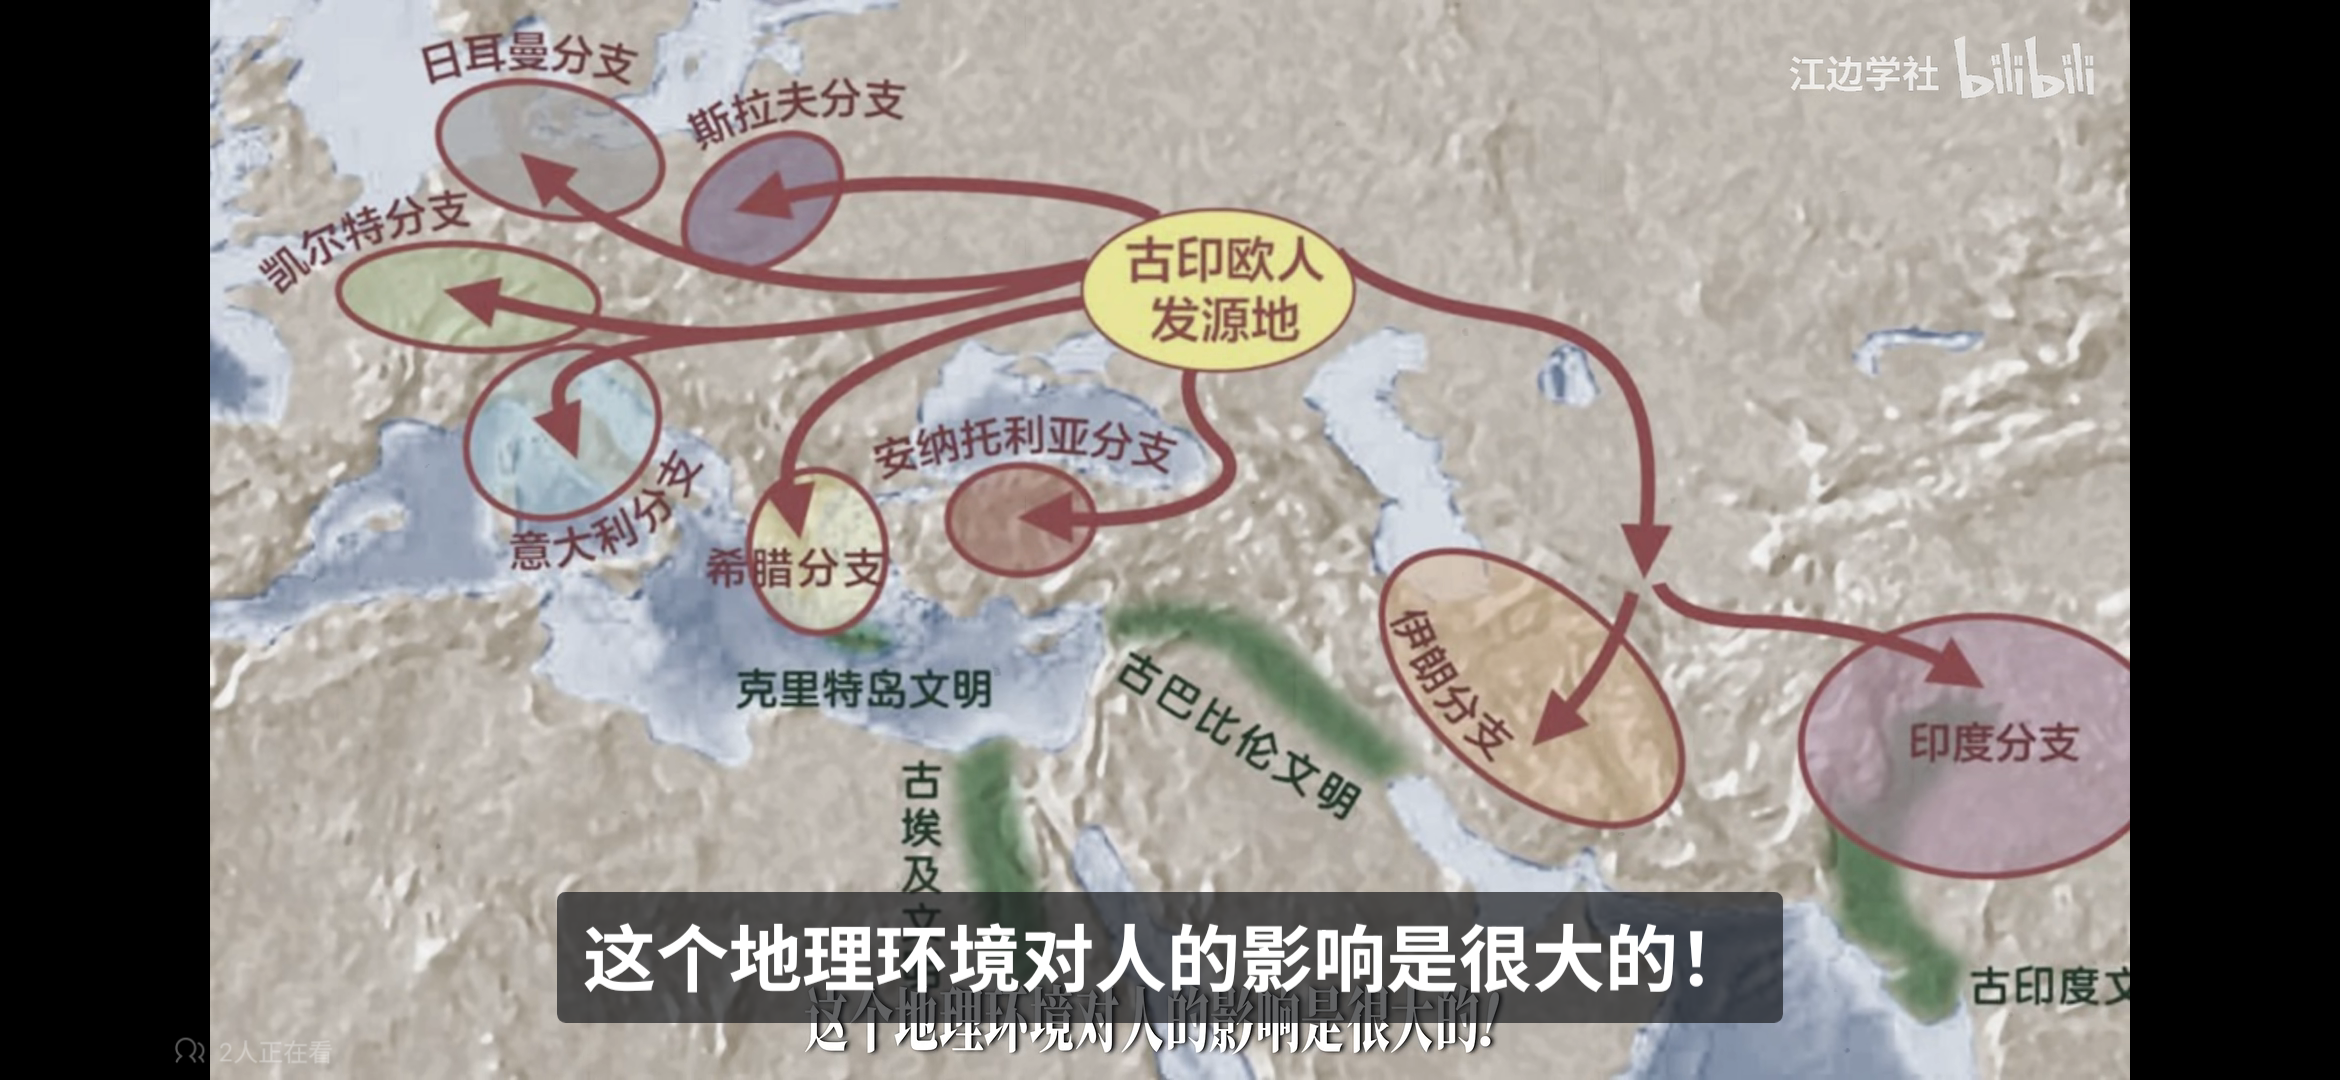 日耳曼分支
斯拉夫分支
江边学社 bilibili
凯尔特分支
古印欧人
发源地
安纳托利亚分支
意大利分支
希腊分支
克里特岛文明
古巴比伦文明
伊朗分支
印度分支
古埃及文
古印度文
这个地理环境对人的影响是很大的！
这个地理环境对人的影响是很大的！
2人正在看